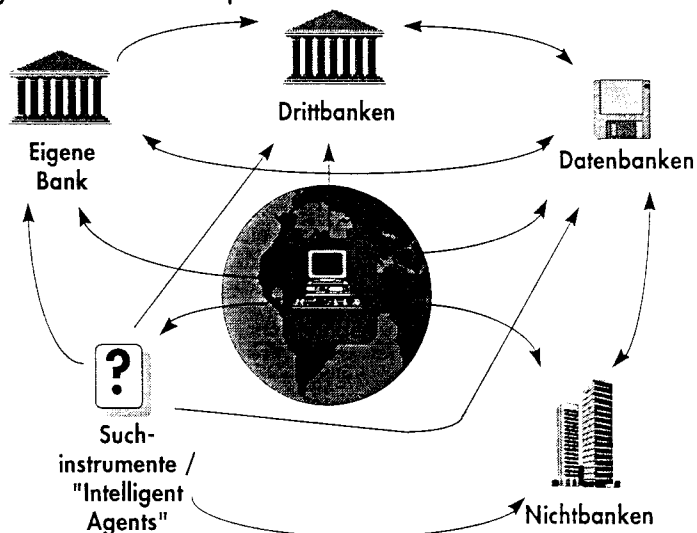 Drittbanken
Eigene
Bank
Datenbanken
?
Such-
instrumente /
"Intelligent
Agents"
Nichtbanken